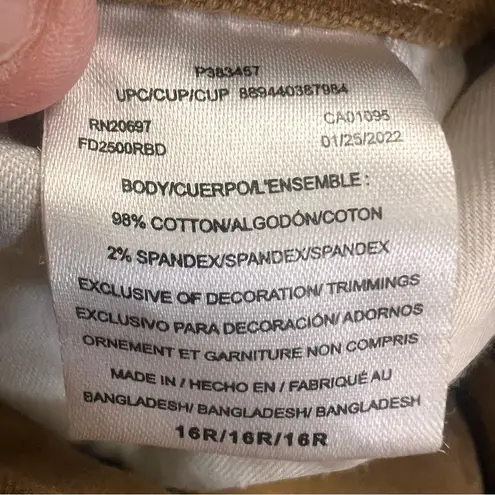 P383457
UPC/CUP/CUP 889440387984
RN20697 CA01095
FD2500RBD 01/25/2022
BODY/CUERPO/L'ENSEMBLE :
98% COTTON/ALGODÓN/COTON
2% SPANDEX/SPANDEX/SPANDEX
EXCLUSIVE OF DECORATION/ TRIMMINGS
EXCLUSIVO PARA DECORACIÓN/ ADORNOS
ORNEMENT ET GARNITURE NON COMPRIS
MADE IN / HECHO EN / FABRIQUÉ AU
BANGLADESH/ BANGLADESH/ BANGLADESH
16R/16R/16R